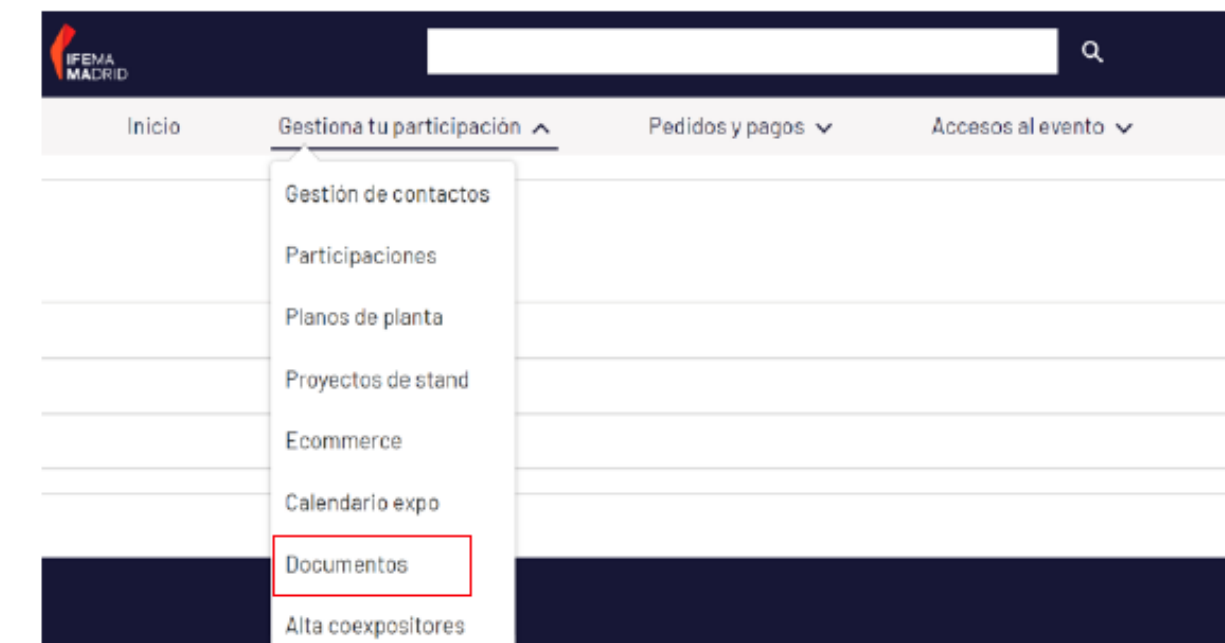 IFEMA
MADRID
Inicio Gestiona tu participación Pedidos y pagos Accesos al evento
Gestión de contactos
Participaciones
Planos de planta
Proyectos de stand
Ecommerce
Calendario expo
Documentos
Alta coexpositores